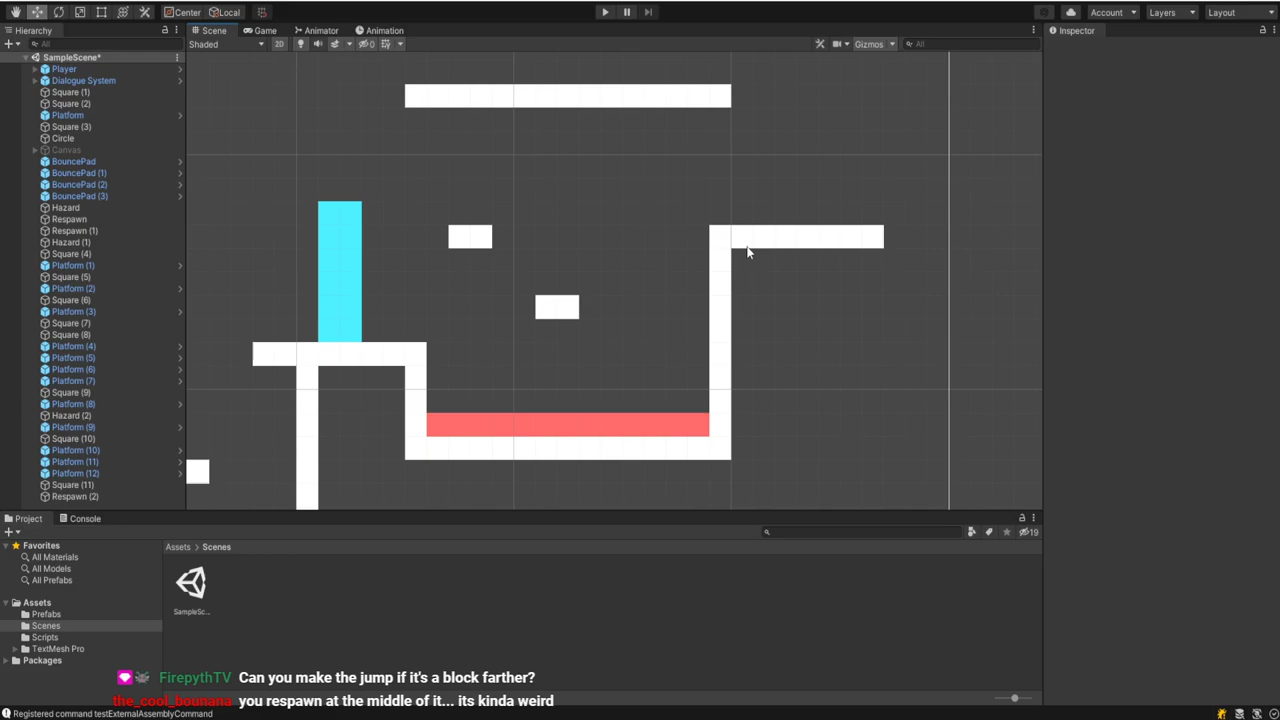 Center Local Account Layers Layout
Hierarchy Scene Game Animator Animation Inspector
All Shaded 2D 0 Gizmos All
SampleScene*
Player
Dialogue System
Square (1)
Square (2)
Platform
Square (3)
Circle
Canvas
BouncePad
BouncePad (1)
BouncePad (2)
BouncePad (3)
Hazard
Respawn
Respawn (1)
Hazard (1)
Square (4)
Platform (1)
Square (5)
Platform (2)
Square (6)
Platform (3)
Square (7)
Square (8)
Platform (4)
Platform (5)
Platform (6)
Platform (7)
Square (9)
Platform (8)
Hazard (2)
Platform (9)
Square (10)
Platform (10)
Platform (11)
Platform (12)
Square (11)
Respawn (2)
Project Console
19
Favorites
All Materials
All Models
All Prefabs
Assets
Prefabs
Scenes
Scripts
TextMesh Pro
Packages
Assets > Scenes
SampleSc...
FirepythTV Can you make the jump if it's a block farther?
the_cool_bounana you respawn at the middle of it... its kinda weird
Registered command testExternalAssemblyCommand